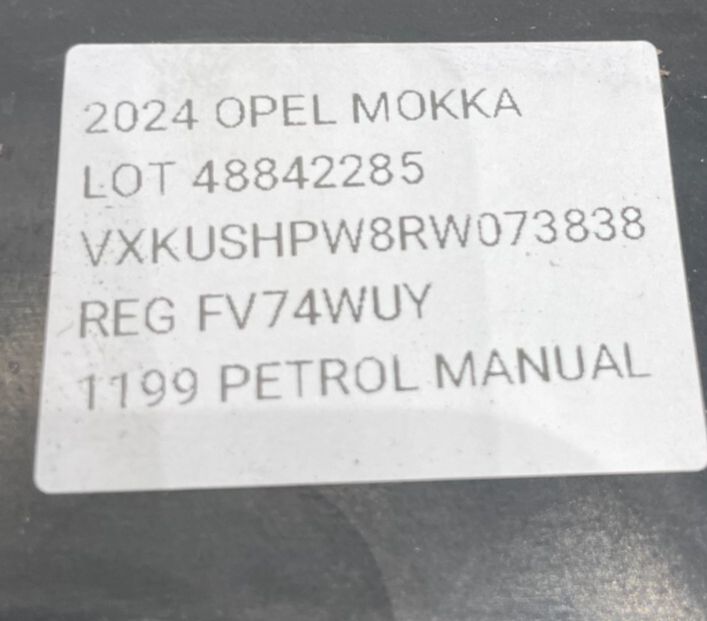 2024 OPEL MOKKA
LOT 48842285
VXKUSHPW8RW073838
REG FV74WUY
1199 PETROL MANUAL